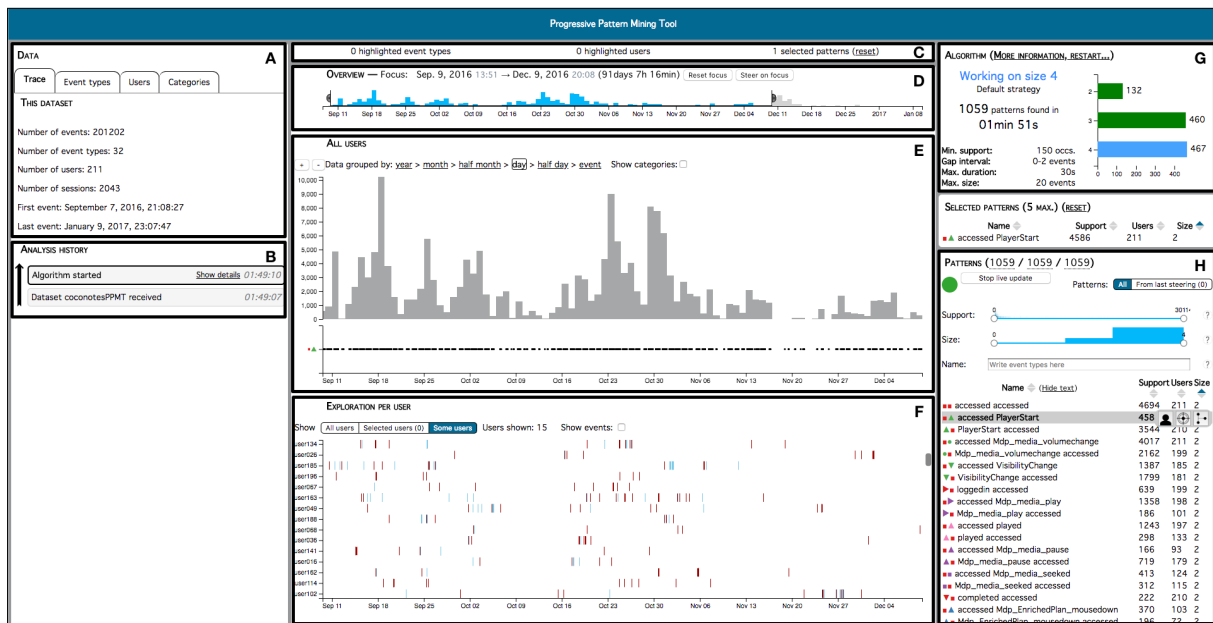 Progressive Pattern Mining Tool
DATA
A
Trace
Event types
Users
Categories
THIS DATASET
Number of events: 201202
Number of event types: 32
Number of users: 211
Number of sessions: 2043
First event: September 7, 2016, 21:08:27
Last event: January 9, 2017, 23:07:47
ANALYSIS HISTORY
B
Algorithm started Show details 01:49:10
Dataset coconotesPPMT received 01:49:07
0 highlighted event types 0 highlighted users 1 selected patterns (reset)
C
OVERVIEW — Focus: Sep. 9, 2016 13:51 → Dec. 9, 2016 20:08 (91days 7h 16min) Reset focus Steer on focus
D
Sep 11 Sep 18 Sep 25 Oct 02 Oct 09 Oct 16 Oct 23 Oct 30 Nov 06 Nov 13 Nov 20 Nov 27 Dec 04 Dec 11 Dec 18 Dec 25 2017 Jan 08
ALL USERS
E
+ - Data grouped by: year > month > half month > day > half day > event Show categories:
10,000
9,000
8,000
7,000
6,000
5,000
4,000
3,000
2,000
1,000
0
Sep 11 Sep 18 Sep 25 Oct 02 Oct 09 Oct 16 Oct 23 Oct 30 Nov 06 Nov 13 Nov 20 Nov 27 Dec 04
EXPLORATION PER USER
F
Show All users Selected users (0) Some users Users shown: 15 Show events:
user134
user026
user185
user196
user067
user163
user049
user188
user058
user036
user141
user016
user162
user114
user102
Sep 11 Sep 18 Sep 25 Oct 02 Oct 09 Oct 16 Oct 23 Oct 30 Nov 06 Nov 13 Nov 20 Nov 27 Dec 04
ALGORITHM (MORE INFORMATION, RESTART...)
G
Working on size 4
Default strategy
1059 patterns found in
01min 51s
Min. support: 150 occs.
Gap interval: 0-2 events
Max. duration: 30s
Max. size: 20 events
2 132
3 460
4 467
0 100 200 300 400
SELECTED PATTERNS (5 MAX.) (RESET)
Name Support Users Size
accessed PlayerStart 4586 211 2
PATTERNS (1059 / 1059 / 1059)
H
Stop live update
Patterns: All From last steering (0)
Support: 0 ?
Size: 0 4 ?
Name: Write event types here ?
Name (Hide text) Support Users Size
accessed accessed 4694 211 2
accessed PlayerStart 458
PlayerStart accessed 3544 210 2
accessed Mdp_media_volumechange 4017 211 2
Mdp_media_volumechange accessed 2162 199 2
accessed VisibilityChange 1387 185 2
VisibilityChange accessed 1799 181 2
loggedin accessed 639 199 2
accessed Mdp_media_play 1358 198 2
Mdp_media_play accessed 186 101 2
accessed played 1243 197 2
played accessed 298 133 2
accessed Mdp_media_pause 166 93 2
Mdp_media_pause accessed 719 179 2
accessed Mdp_media_seeked 413 124 2
Mdp_media_seeked accessed 312 115 2
completed accessed 222 210 2
accessed Mdp_EnrichedPlan_mousedown 370 103 2
Mdp_EnrichedPlan_mousedown accessed 196 72 2